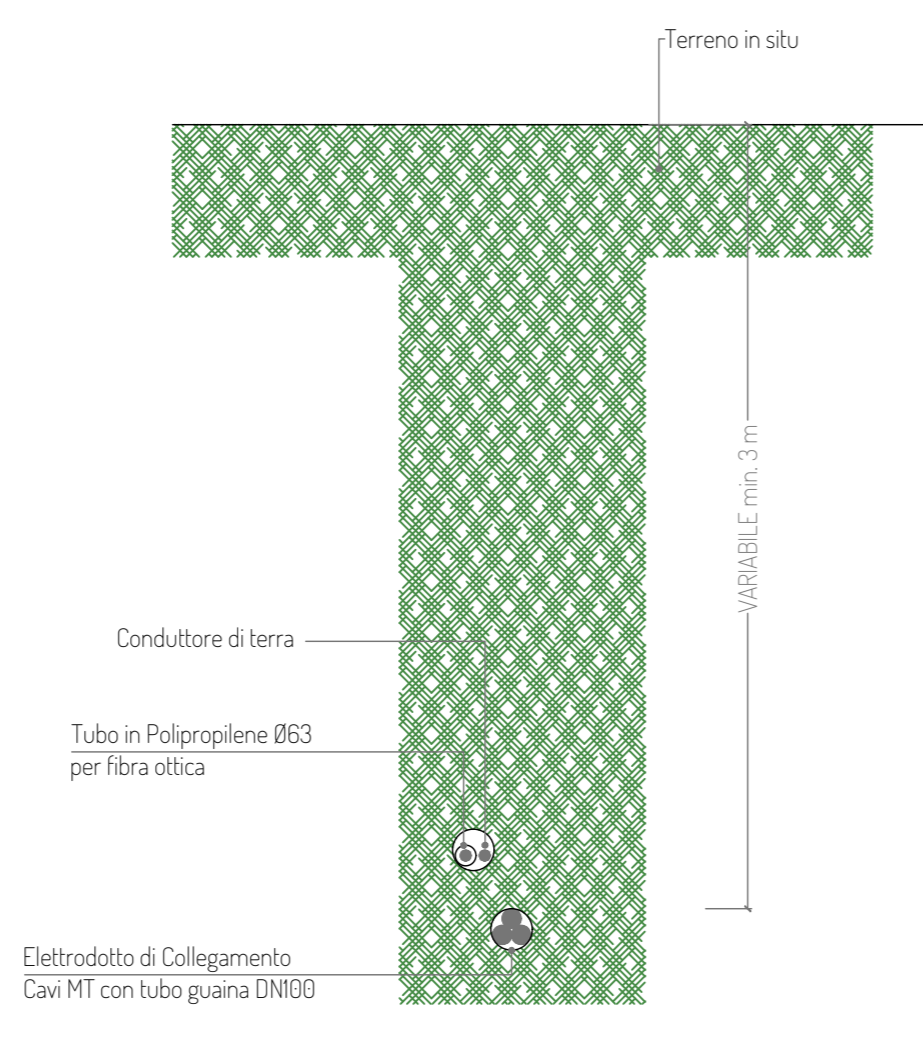 Terreno in situ
VARIABILE min. 3 m
Conduttore di terra
Tubo in Polipropilene Ø63
per fibra ottica
Elettrodotto di Collegamento
Cavi MT con tubo guaina DN100